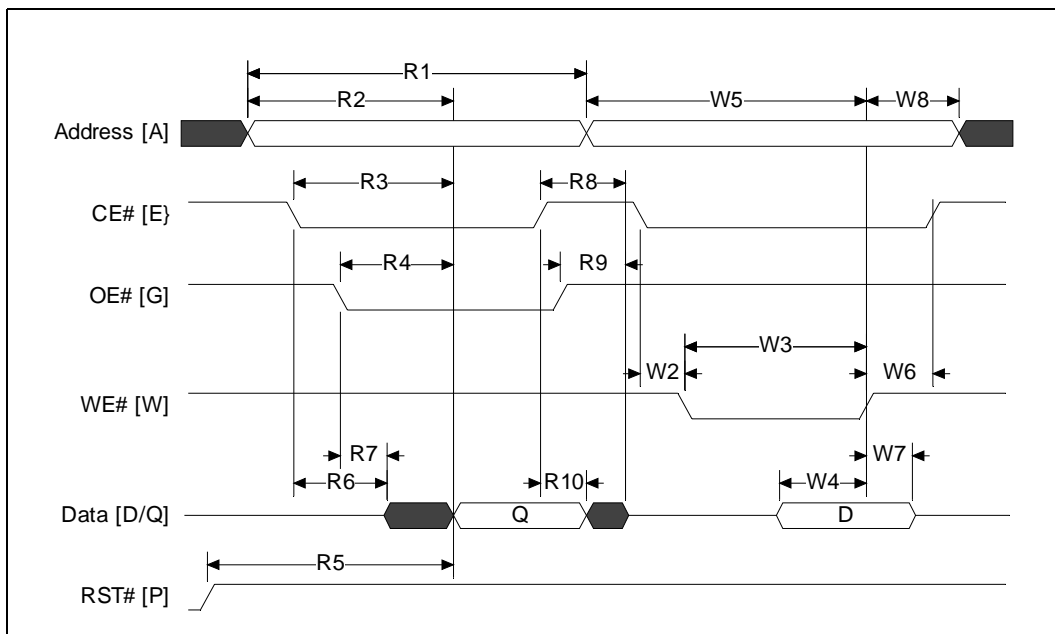 R1
R2
W5
W8
Address [A]
R3
R8
CE# [E}
R4
R9
OE# [G]
W3
W2
W6
WE# [W]
R7
W7
R6
R10
W4
Data [D/Q]
Q
D
R5
RST# [P]